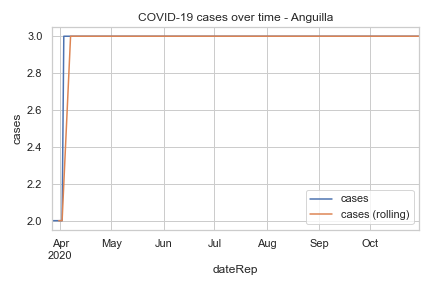 COVID-19 cases over time - Anguilla
3.0
2.8
2.6
2.4
2.2
2.0
cases
cases
cases (rolling)
Apr May Jun Jul Aug Sep Oct
2020
dateRep